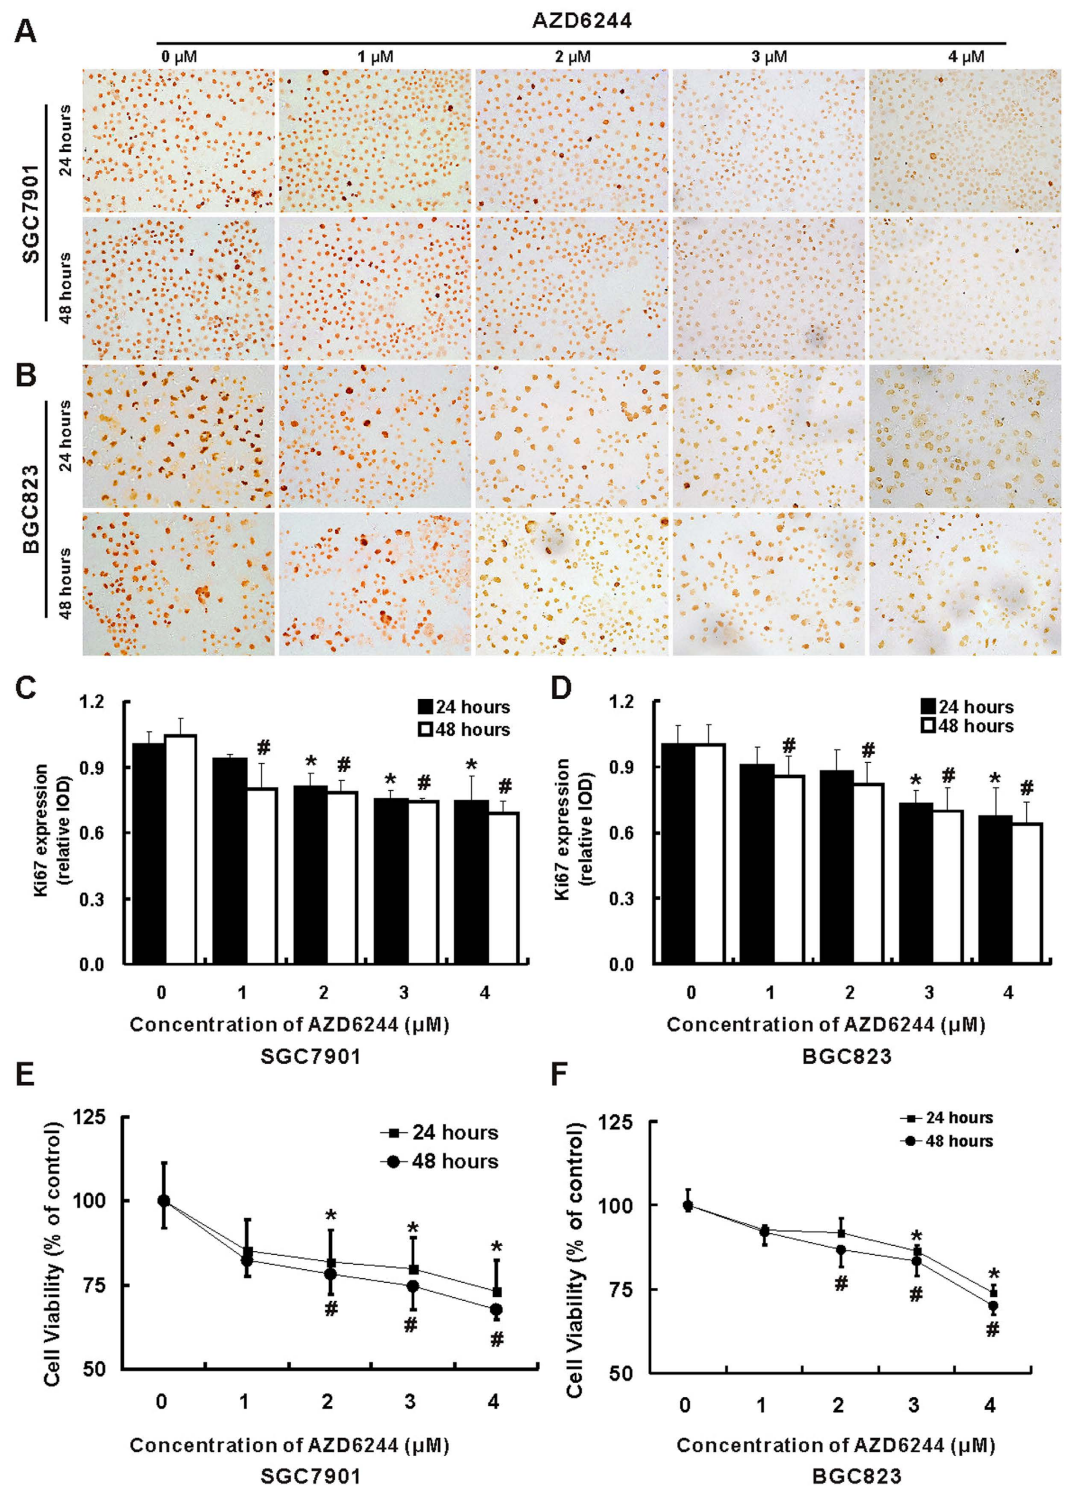 A
AZD6244
0 µM 1 µM 2 µM 3 µM 4 µM
SGC7901
24 hours
48 hours
B
BGC823
24 hours
48 hours
C
1.2
0.9
0.6
0.3
0.0
Ki67 expression
(relative IOD)
24 hours
48 hours
# * # * # * #
0 1 2 3 4
Concentration of AZD6244 (µM)
SGC7901
D
1.2
0.9
0.6
0.3
0.0
Ki67 expression
(relative IOD)
24 hours
48 hours
# # * # * #
0 1 2 3 4
Concentration of AZD6244 (µM)
BGC823
E
125
100
75
50
Cell Viability (% of control)
24 hours
48 hours
* * *
# # #
0 1 2 3 4
Concentration of AZD6244 (µM)
SGC7901
F
125
100
75
50
Cell Viability (% of control)
24 hours
48 hours
* *
# # #
0 1 2 3 4
Concentration of AZD6244 (µM)
BGC823